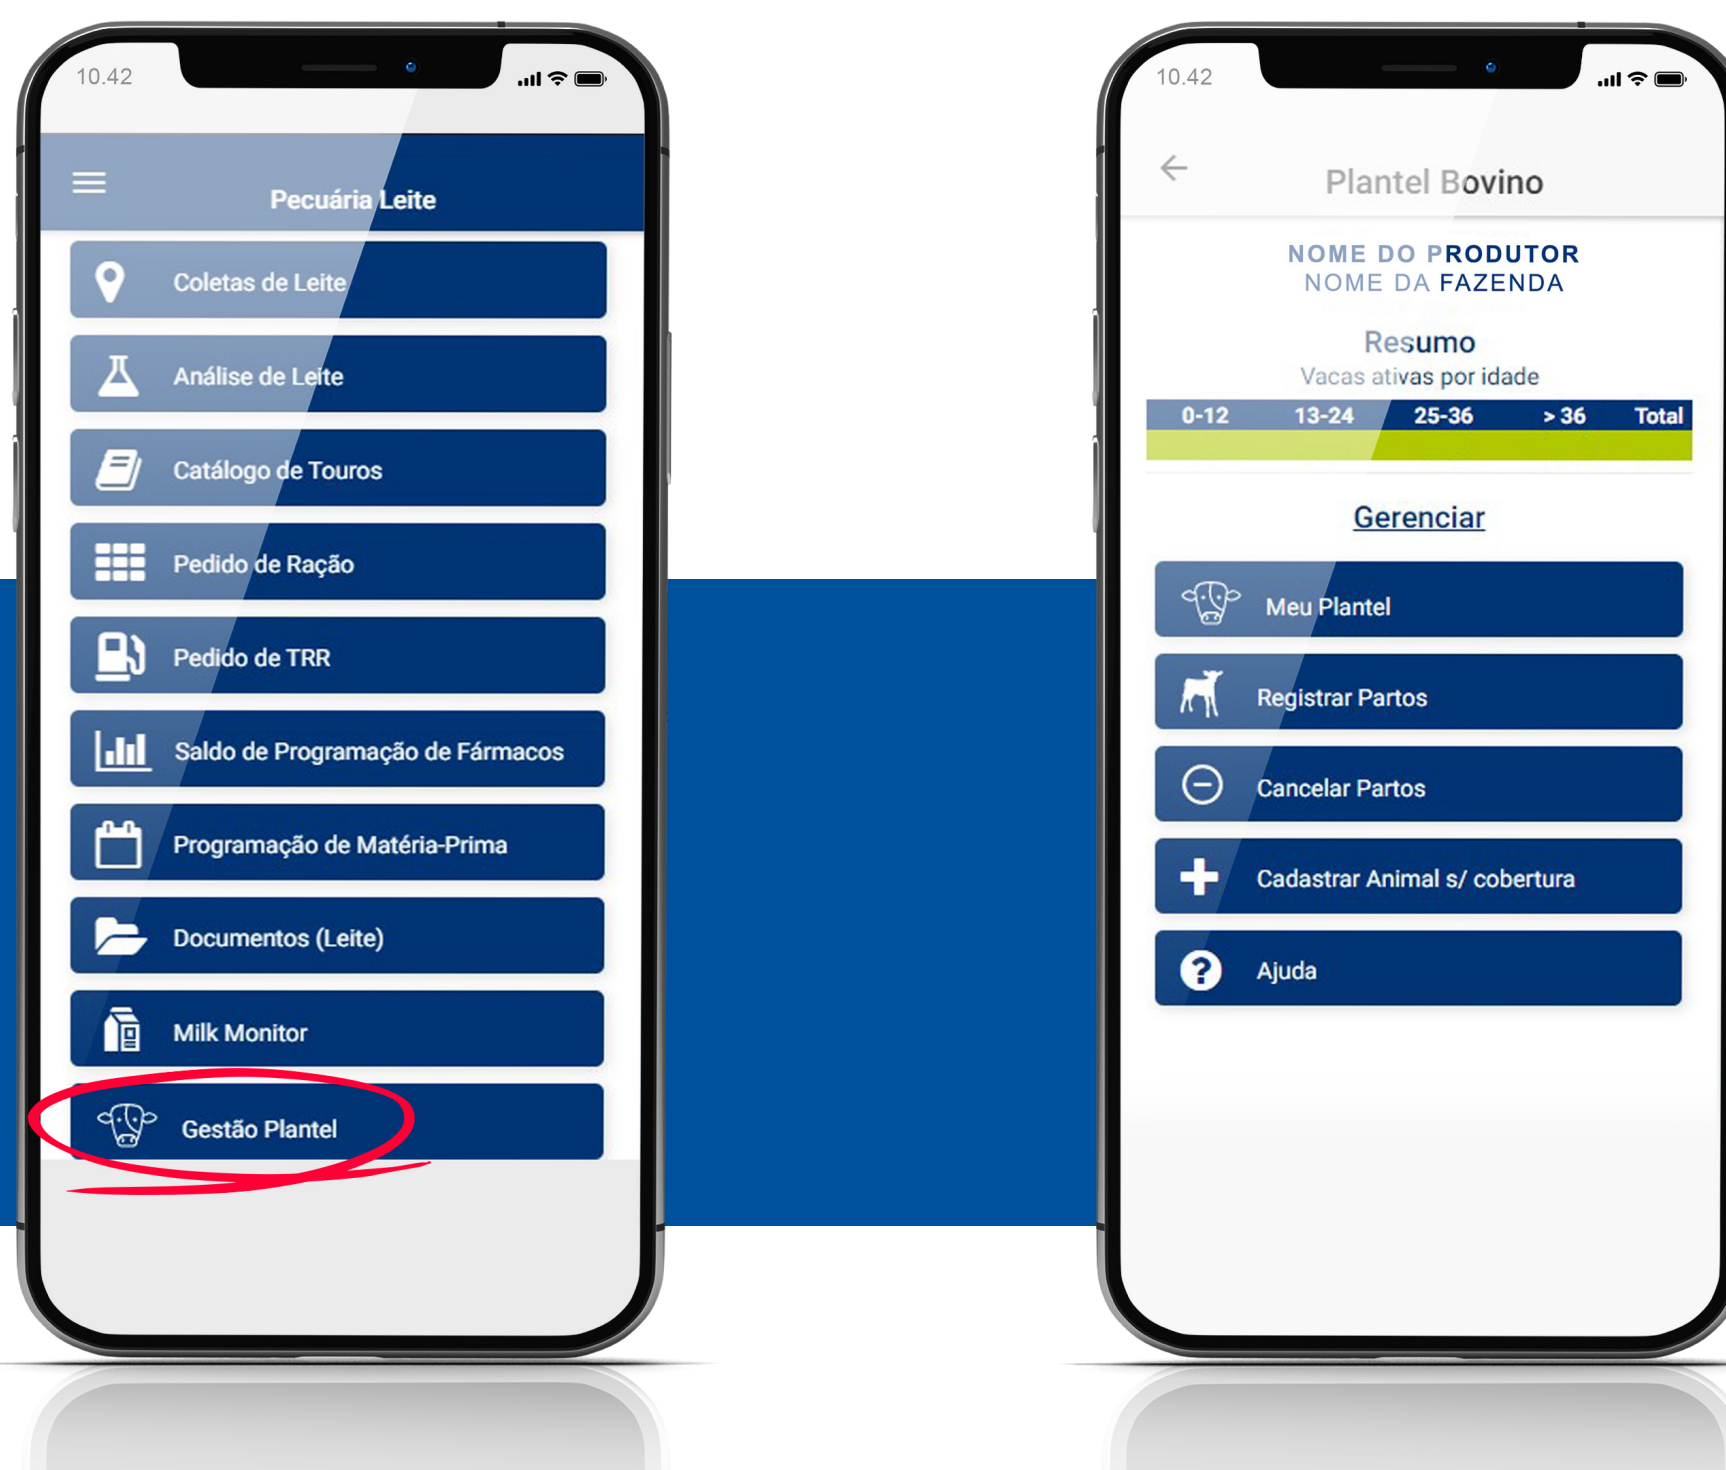 10.42
Pecuária Leite
Coletas de Leite
Análise de Leite
Catálogo de Touros
Pedido de Ração
Pedido de TRR
Saldo de Programação de Fármacos
Programação de Matéria-Prima
Documentos (Leite)
Milk Monitor
Gestão Plantel
10.42
Plantel Bovino
NOME DO PRODUTOR
NOME DA FAZENDA
Resumo
Vacas ativas por idade
0-12 13-24 25-36 > 36 Total
Gerenciar
Meu Plantel
Registrar Partos
Cancelar Partos
Cadastrar Animal s/ cobertura
Ajuda